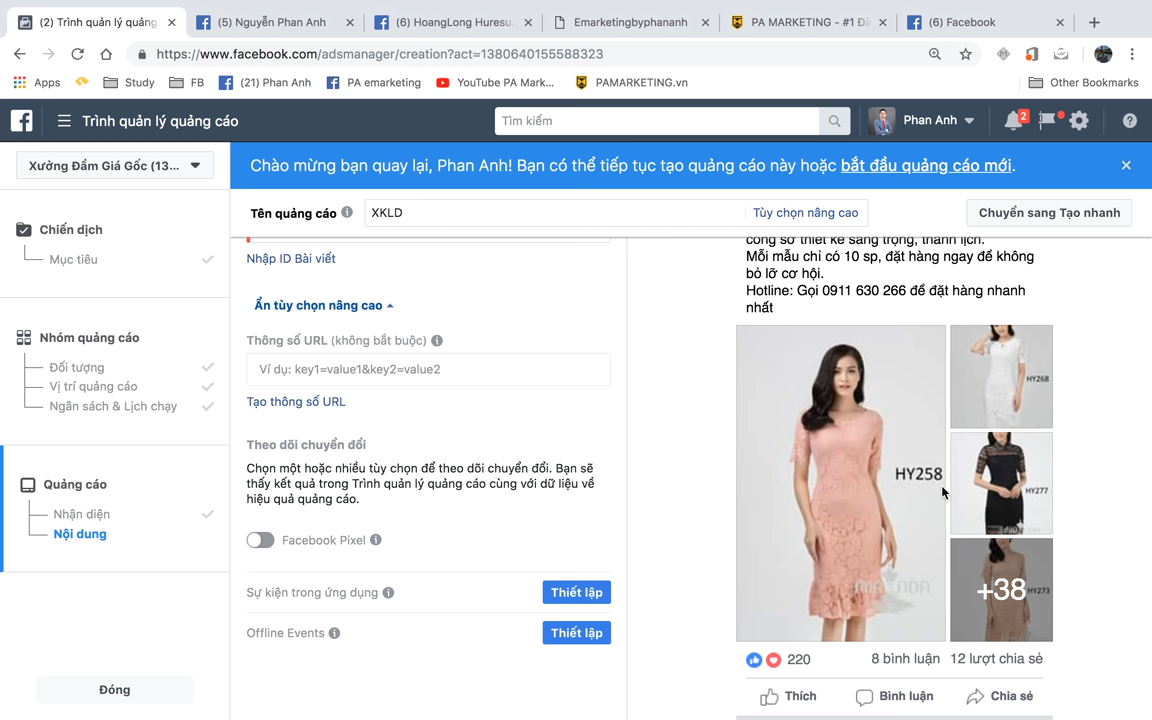 (2) Trình quản lý quảng
(5) Nguyễn Phan Anh
(6) HoangLong Huresu
Emarketingbyphananh
PA MARKETING - #1 Đà
(6) Facebook
https://www.facebook.com/adsmanager/creation?act=1380640155588323
Apps
Study
FB
(21) Phan Anh
PA emarketing
YouTube PA Mark...
PAMARKETING.vn
Other Bookmarks
Trình quản lý quảng cáo
Tìm kiếm
Phan Anh
2
Xưởng Đầm Giá Gốc (13...
Chào mừng bạn quay lại, Phan Anh! Bạn có thể tiếp tục tạo quảng cáo này hoặc bắt đầu quảng cáo mới.
Tên quảng cáo
XKLD
Tùy chọn nâng cao
Chuyển sang Tạo nhanh
Chiến dịch
Mục tiêu
Nhóm quảng cáo
Đối tượng
Vị trí quảng cáo
Ngân sách & Lịch chạy
Quảng cáo
Nhận diện
Nội dung
Đóng
Nhập ID Bài viết
Ẩn tùy chọn nâng cao
Thông số URL (không bắt buộc)
Ví dụ: key1=value1&key2=value2
Tạo thông số URL
Theo dõi chuyển đổi
Chọn một hoặc nhiều tùy chọn để theo dõi chuyển đổi. Bạn sẽ
thấy kết quả trong Trình quản lý quảng cáo cùng với dữ liệu về
hiệu quả quảng cáo.
Facebook Pixel
Sự kiện trong ứng dụng
Thiết lập
Offline Events
Thiết lập
công sở thiết kế sang trọng, thanh lịch.
Mỗi mẫu chỉ có 10 sp, đặt hàng ngay để không
bỏ lỡ cơ hội.
Hotline: Gọi 0911 630 266 để đặt hàng nhanh
nhất
HY258
HY268
HY277
+38
HY273
220
8 bình luận
12 lượt chia sẻ
Thích
Bình luận
Chia sẻ